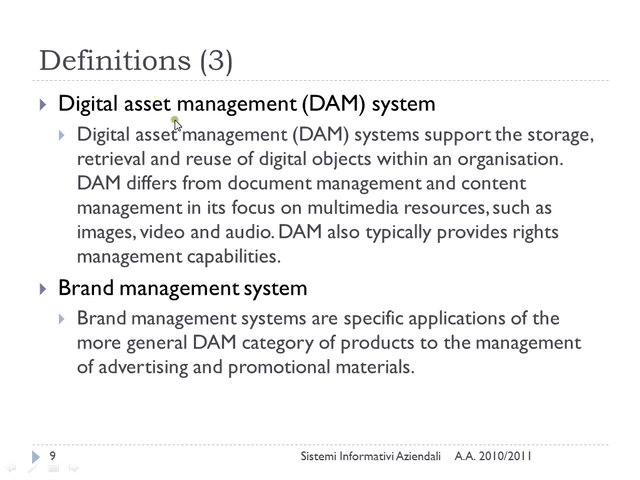 Definitions (3)
Digital asset management (DAM) system
Digital asset management (DAM) systems support the storage,
retrieval and reuse of digital objects within an organisation.
DAM differs from document management and content
management in its focus on multimedia resources, such as
images, video and audio. DAM also typically provides rights
management capabilities.
Brand management system
Brand management systems are specific applications of the
more general DAM category of products to the management
of advertising and promotional materials.
9 Sistemi Informativi Aziendali A.A. 2010/2011